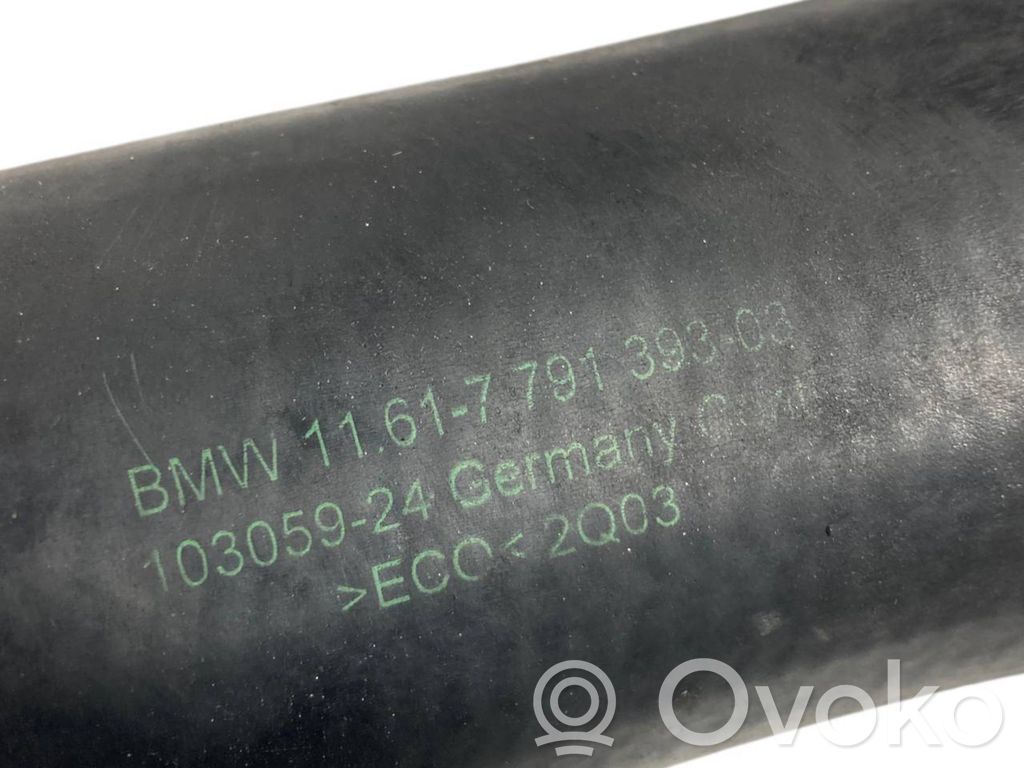 BMW 11.61-7 791 393-03
103059-24 Germany
>ECO< 2Q03
Ovoko